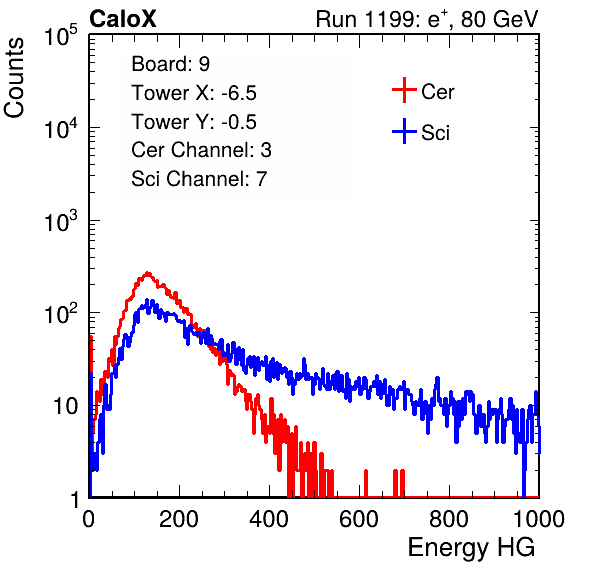 CaloX Run 1199: e⁺, 80 GeV
Counts
10⁵
10⁴
10³
10²
10
1
Board: 9
Tower X: -6.5
Tower Y: -0.5
Cer Channel: 3
Sci Channel: 7
Cer
Sci
0 200 400 600 800 1000
Energy HG